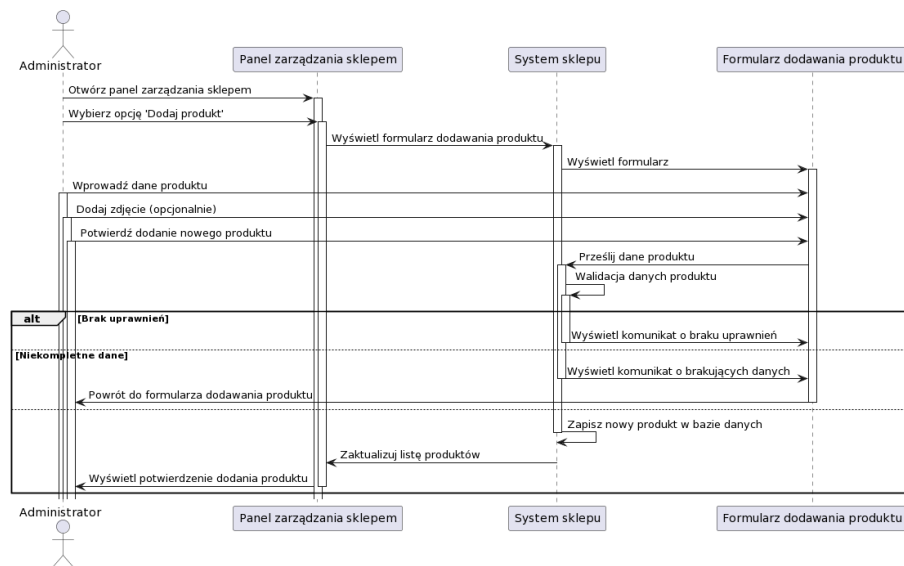 Administrator
Panel zarządzania sklepem
System sklepu
Formularz dodawania produktu
Otwórz panel zarządzania sklepem
Wybierz opcję 'Dodaj produkt'
Wyświetl formularz dodawania produktu
Wyświetl formularz
Wprowadź dane produktu
Dodaj zdjęcie (opcjonalnie)
Potwierdź dodanie nowego produktu
Prześlij dane produktu
Walidacja danych produktu
alt
[Brak uprawnień]
Wyświetl komunikat o braku uprawnień
[Niekompletne dane]
Wyświetl komunikat o brakujących danych
Powrót do formularza dodawania produktu
Zapisz nowy produkt w bazie danych
Zaktualizuj listę produktów
Wyświetl potwierdzenie dodania produktu
Administrator
Panel zarządzania sklepem
System sklepu
Formularz dodawania produktu